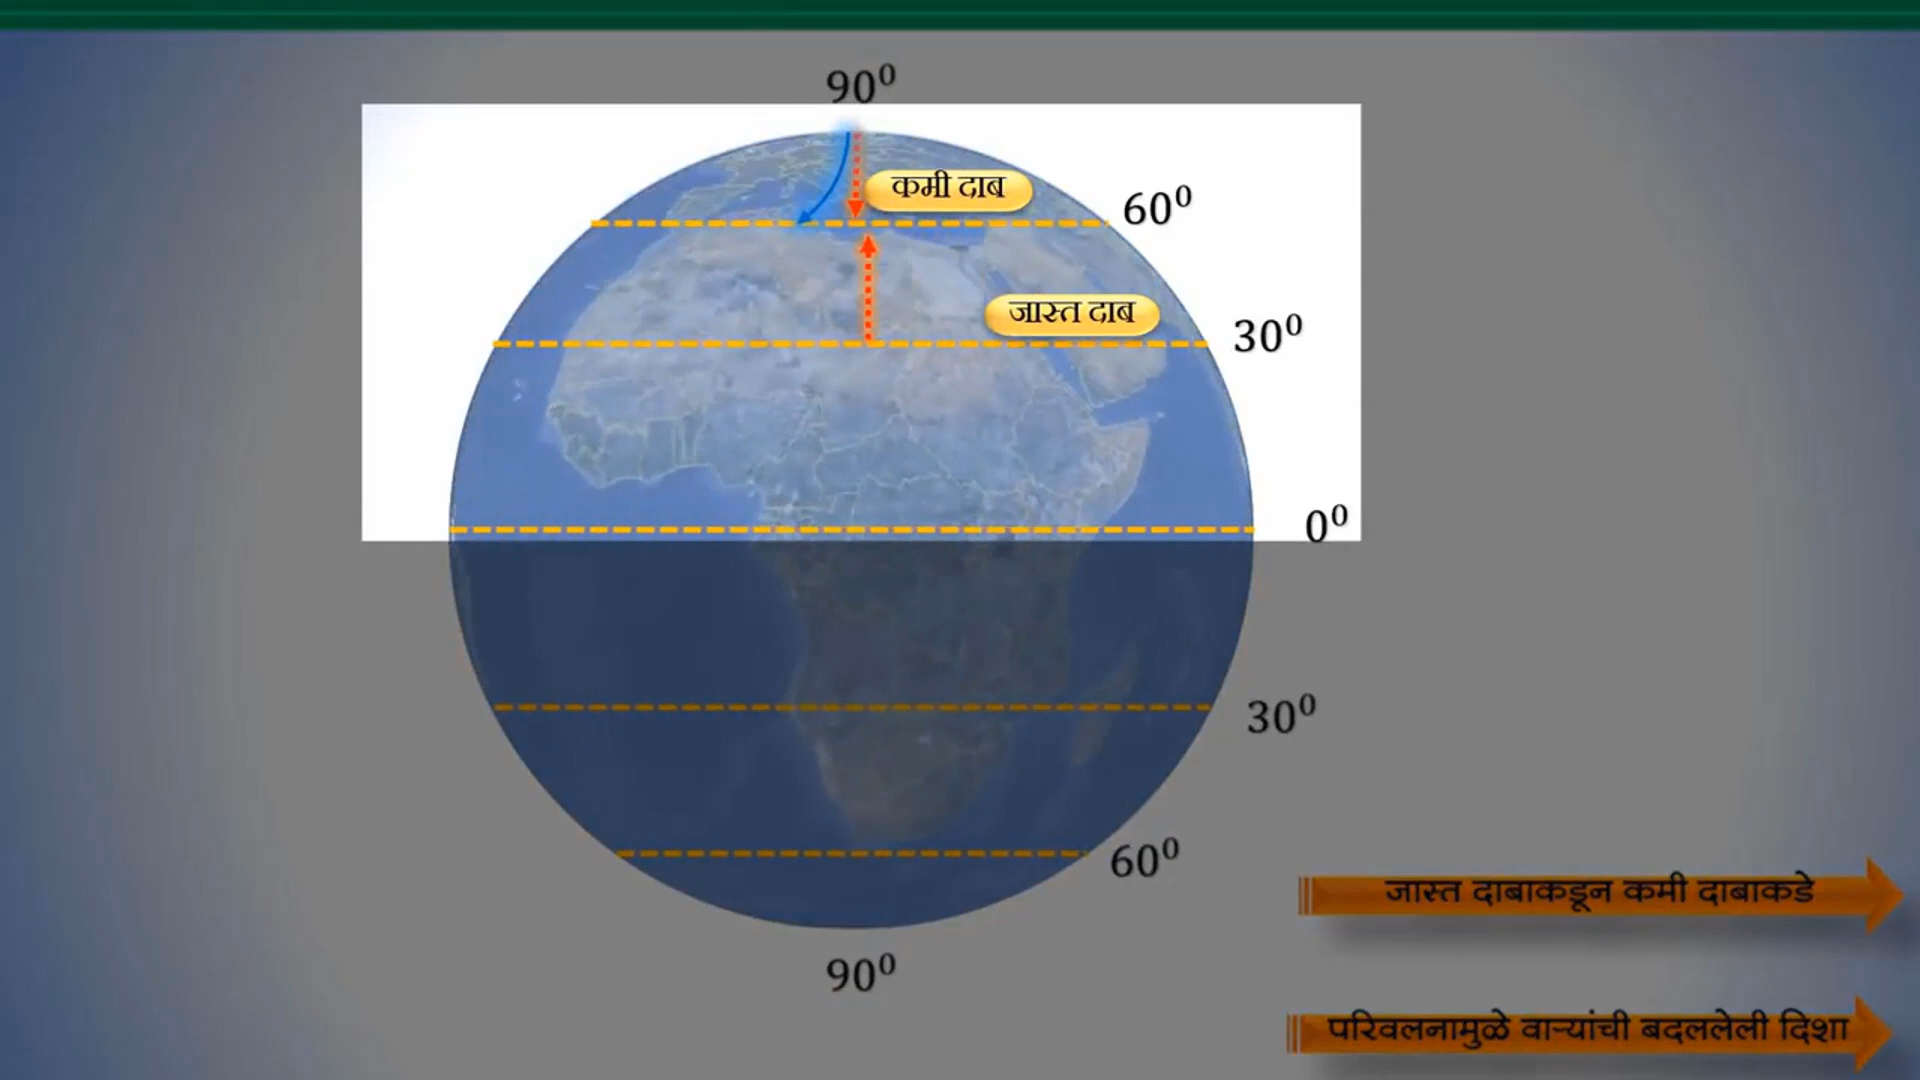 90⁰
कमी दाब
60⁰
जास्त दाब
30⁰
0⁰
30⁰
60⁰
जास्त दाबाकडून कमी दाबाकडे
90⁰
परिवलनामुळे वाऱ्यांची बदललेली दिशा